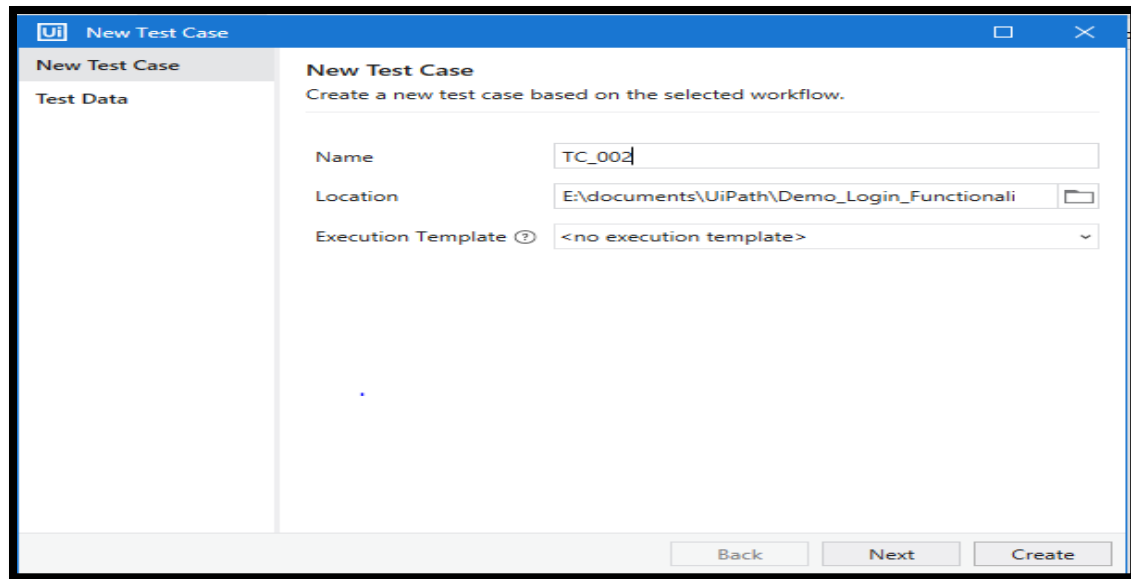 Ui New Test Case
New Test Case
Test Data
New Test Case
Create a new test case based on the selected workflow.
Name TC_002
Location E:\documents\UiPath\Demo_Login_Functionali
Execution Template ? <no execution template>
Back Next Create